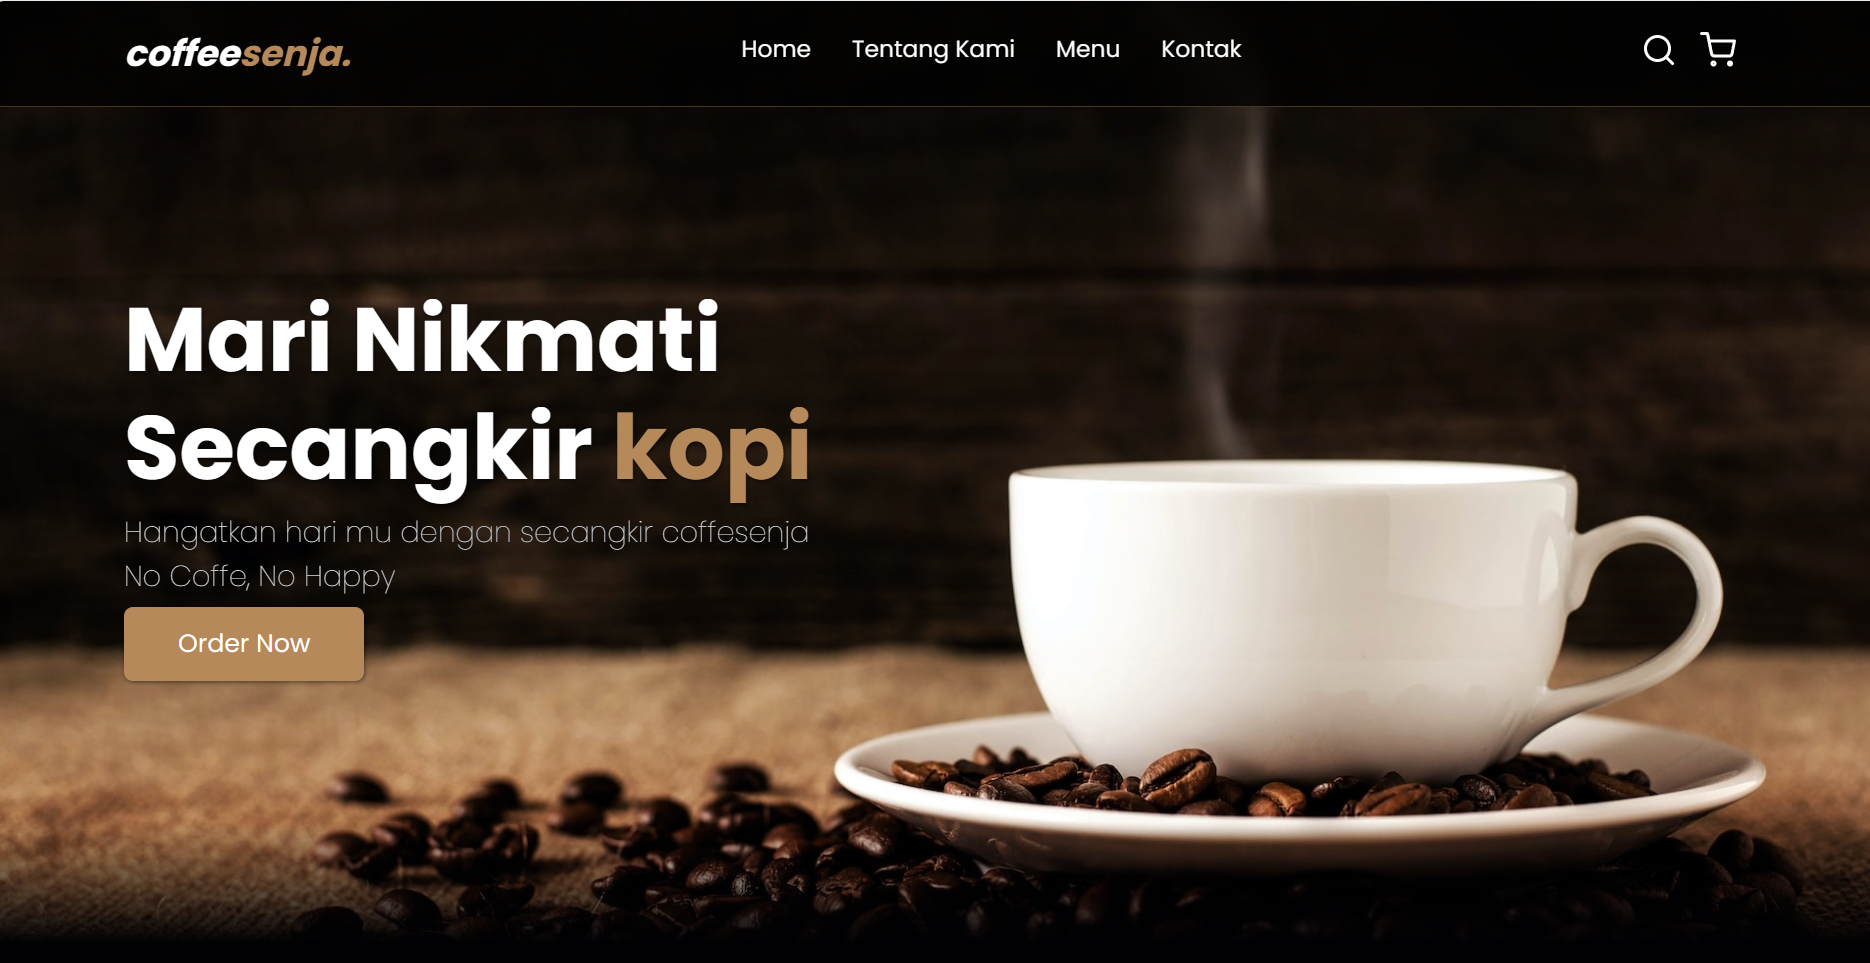 coffeesenja.
Home Tentang Kami Menu Kontak
Mari Nikmati
Secangkir kopi
Hangatkan hari mu dengan secangkir coffesenja
No Coffe, No Happy
Order Now